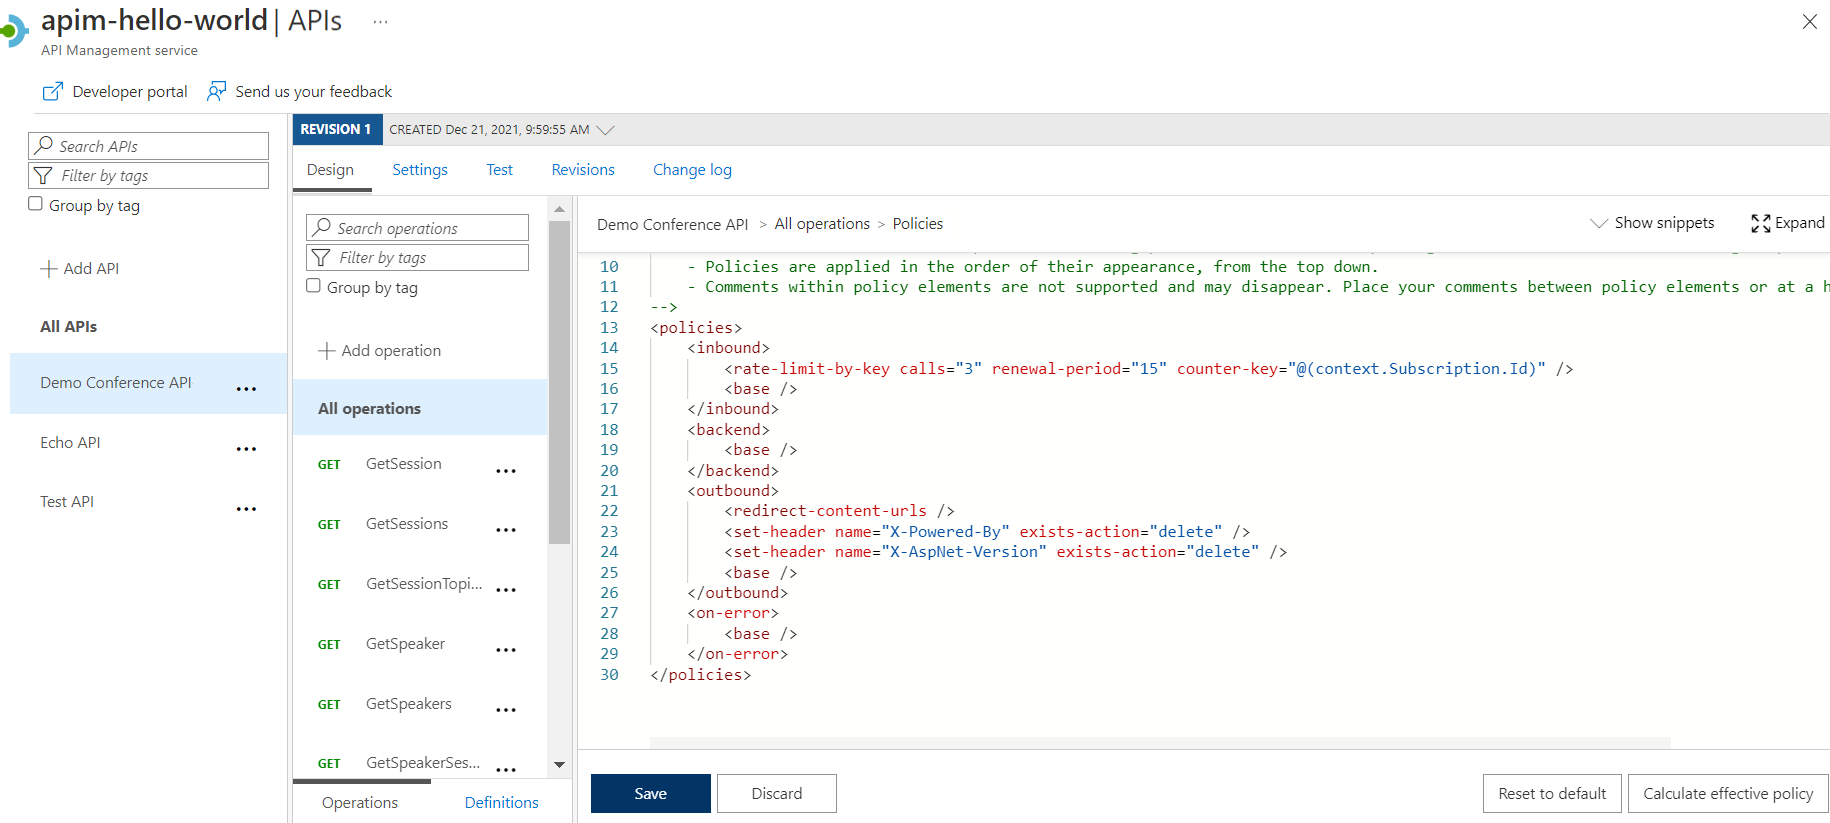 apim-hello-world | APIs ...
API Management service
Developer portal
Send us your feedback
Search APIs
Filter by tags
Group by tag
Add API
All APIs
Demo Conference API
Echo API
Test API
REVISION 1 CREATED Dec 21, 2021, 9:59:55 AM
Design Settings Test Revisions Change log
Search operations
Filter by tags
Group by tag
Add operation
All operations
GET GetSession
GET GetSessions
GET GetSessionTopi...
GET GetSpeaker
GET GetSpeakers
GET GetSpeakerSes...
Operations Definitions
Demo Conference API > All operations > Policies
Show snippets Expand
10 - Policies are applied in the order of their appearance, from the top down.
11 - Comments within policy elements are not supported and may disappear. Place your comments between policy elements or at a h
12 -->
13 <policies>
14 <inbound>
15 <rate-limit-by-key calls="3" renewal-period="15" counter-key="@(context.Subscription.Id)" />
16 <base />
17 </inbound>
18 <backend>
19 <base />
20 </backend>
21 <outbound>
22 <redirect-content-urls />
23 <set-header name="X-Powered-By" exists-action="delete" />
24 <set-header name="X-AspNet-Version" exists-action="delete" />
25 <base />
26 </outbound>
27 <on-error>
28 <base />
29 </on-error>
30 </policies>
Save Discard Reset to default Calculate effective policy